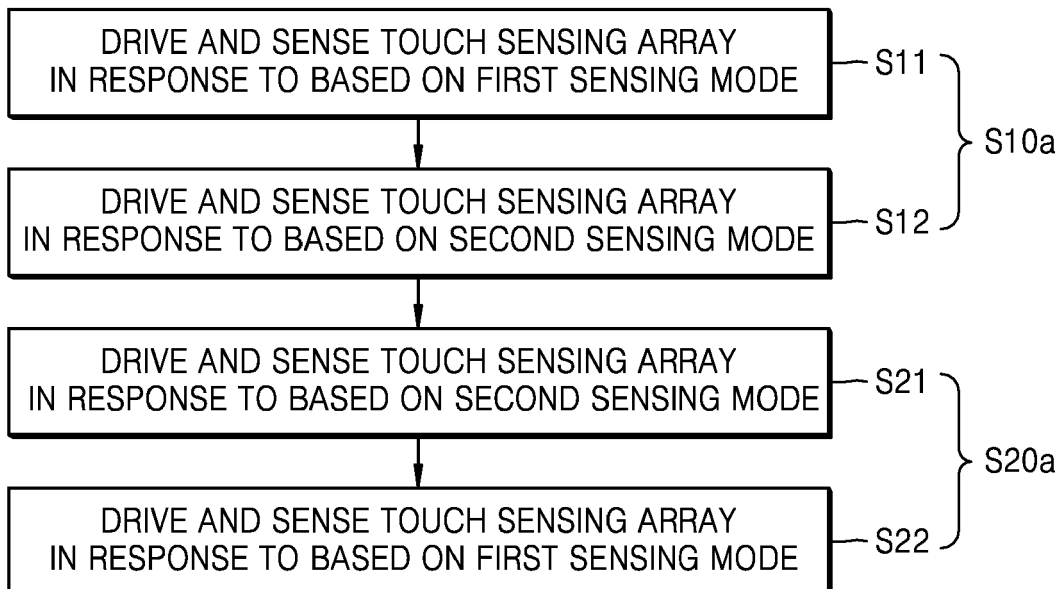 DRIVE AND SENSE TOUCH SENSING ARRAY
IN RESPONSE TO BASED ON FIRST SENSING MODE
S11
S10a
DRIVE AND SENSE TOUCH SENSING ARRAY
IN RESPONSE TO BASED ON SECOND SENSING MODE
S12
DRIVE AND SENSE TOUCH SENSING ARRAY
IN RESPONSE TO BASED ON SECOND SENSING MODE
S21
S20a
DRIVE AND SENSE TOUCH SENSING ARRAY
IN RESPONSE TO BASED ON FIRST SENSING MODE
S22